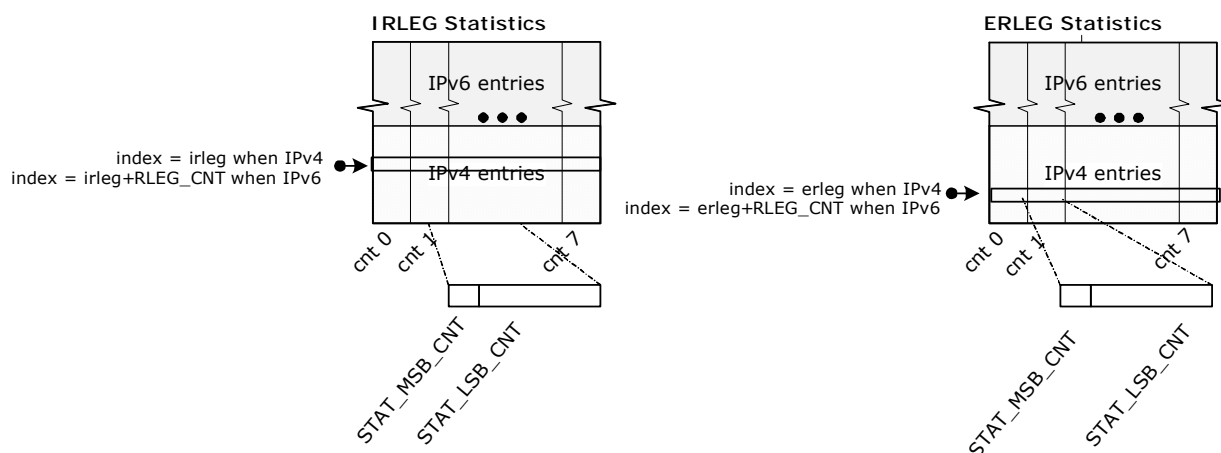 IRLEG Statistics
IPv6 entries
index = irleg when IPv4
index = irleg+RLEG_CNT when IPv6
IPv4 entries
cnt 0
cnt 1
cnt 7
STAT_MSB_CNT
STAT_LSB_CNT
ERLEG Statistics
IPv6 entries
IPv4 entries
index = erleg when IPv4
index = erleg+RLEG_CNT when IPv6
cnt 0
cnt 1
cnt 7
STAT_MSB_CNT
STAT_LSB_CNT